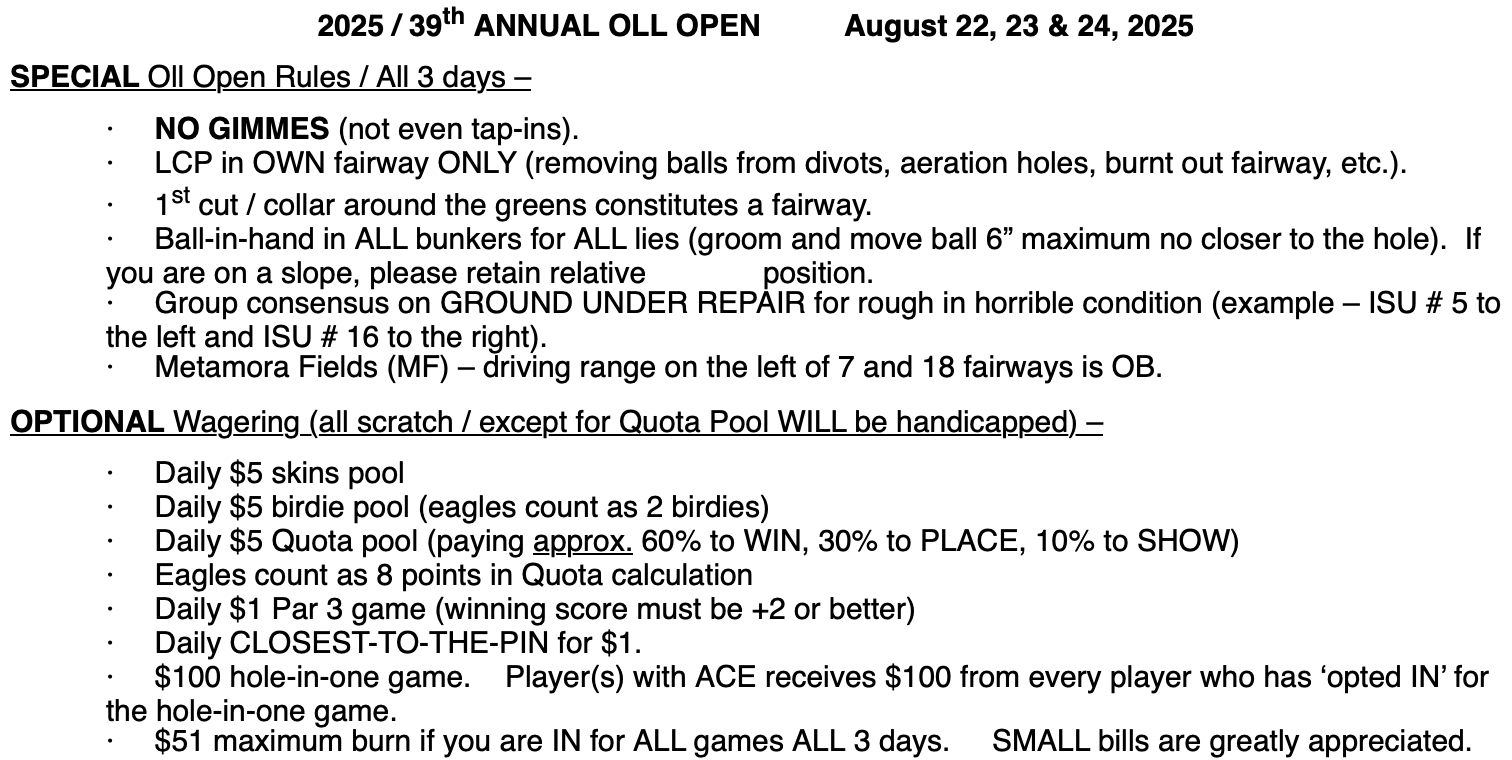 2025 / 39th ANNUAL OLL OPEN August 22, 23 & 24, 2025
SPECIAL Oll Open Rules / All 3 days –
· NO GIMMES (not even tap-ins).
· LCP in OWN fairway ONLY (removing balls from divots, aeration holes, burnt out fairway, etc.).
· 1st cut / collar around the greens constitutes a fairway.
· Ball-in-hand in ALL bunkers for ALL lies (groom and move ball 6” maximum no closer to the hole). If
you are on a slope, please retain relative position.
· Group consensus on GROUND UNDER REPAIR for rough in horrible condition (example – ISU # 5 to
the left and ISU # 16 to the right).
· Metamora Fields (MF) – driving range on the left of 7 and 18 fairways is OB.
OPTIONAL Wagering (all scratch / except for Quota Pool WILL be handicapped) –
· Daily $5 skins pool
· Daily $5 birdie pool (eagles count as 2 birdies)
· Daily $5 Quota pool (paying approx. 60% to WIN, 30% to PLACE, 10% to SHOW)
· Eagles count as 8 points in Quota calculation
· Daily $1 Par 3 game (winning score must be +2 or better)
· Daily CLOSEST-TO-THE-PIN for $1.
· $100 hole-in-one game. Player(s) with ACE receives $100 from every player who has ‘opted IN’ for
the hole-in-one game.
· $51 maximum burn if you are IN for ALL games ALL 3 days. SMALL bills are greatly appreciated.